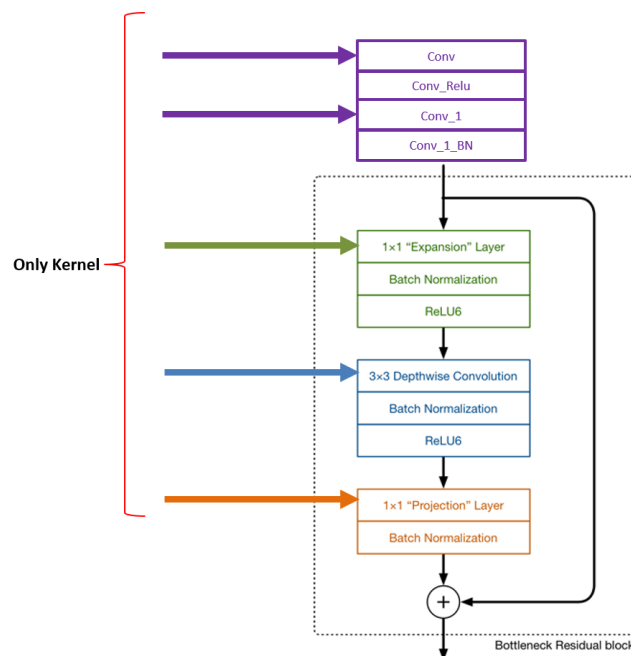 Conv
Conv_Relu
Conv_1
Conv_1_BN
1×1 “Expansion” Layer
Batch Normalization
ReLU6
Only Kernel
3×3 Depthwise Convolution
Batch Normalization
ReLU6
1×1 “Projection” Layer
Batch Normalization
+
Bottleneck Residual block